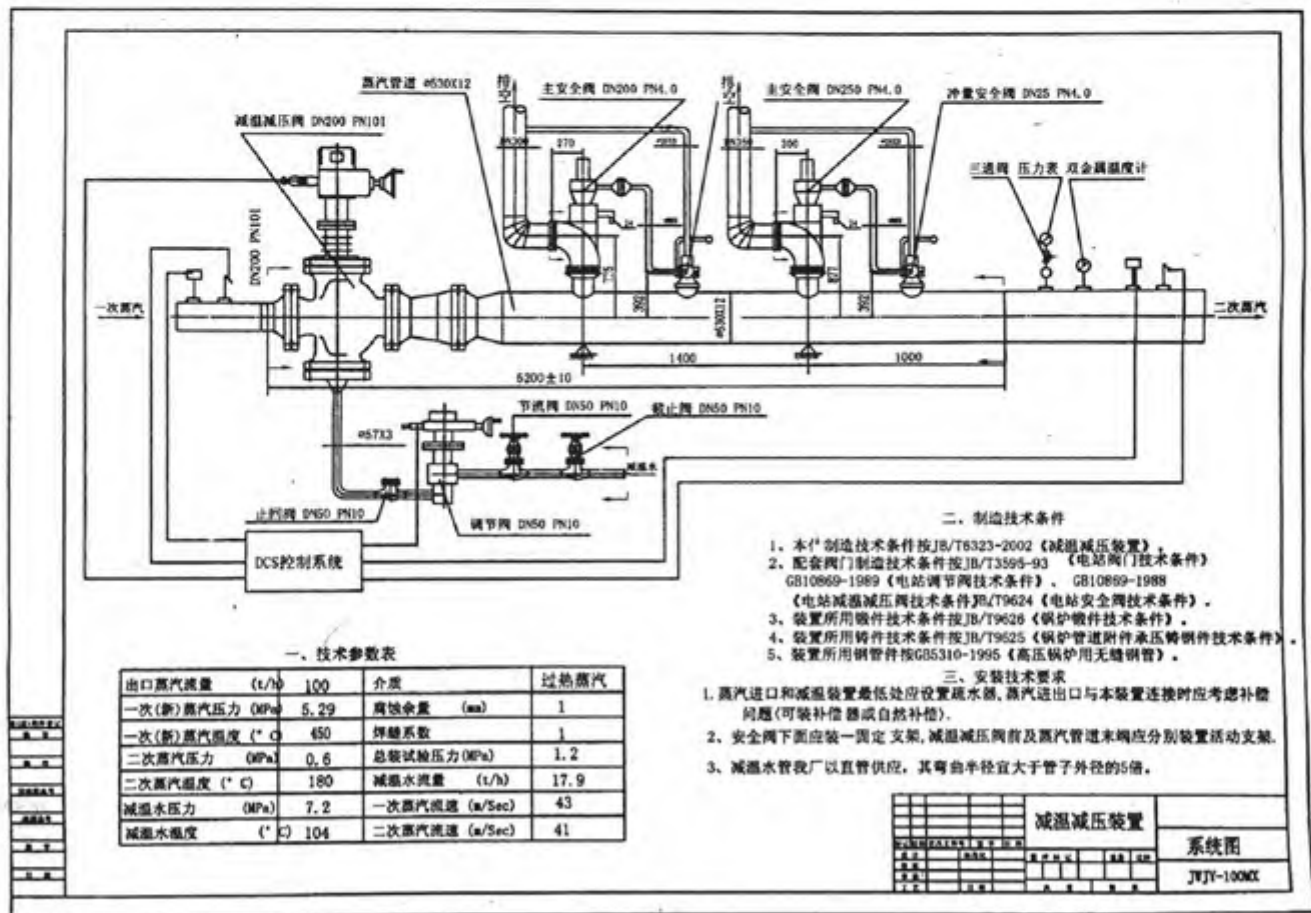 蒸汽管道 ø630X12
主安全阀 DN200 PN4.0
主安全阀 DN250 PN4.0
冲量安全阀 DN25 PN4.0
减温减压阀 DN200 PN101
三通阀 压力表 双金属温度计
270
300
DN200 PN101
775
392
ø630X12
877
392
一次蒸汽
二次蒸汽
1400
1000
5200±10
节流阀 DN50 PN10
截止阀 DN50 PN10
ø57X3
减温水
止回阀 DN50 PN10
调节阀 DN50 PN10
DCS控制系统
二、制造技术条件
1、本件制造技术条件按JB/T6323-2002《减温减压装置》.
2、配套阀门制造技术条件按JB/T3595-93 《电站阀门技术条件》
GB10869-1989《电站调节阀技术条件》、 GB10869-1988
《电站减温减压阀技术条件》JB/T9624《电站安全阀技术条件》.
3、装置所用锻件技术条件按JB/T9626《锅炉锻件技术条件》.
4、装置所用铸件技术条件按JB/T9625《锅炉管道附件承压铸钢件技术条件》.
5、装置所用钢管件按GB5310-1995《高压锅炉用无缝钢管》.
三、安装技术要求
1.蒸汽进口和减温装置最低处应设置疏水器,蒸汽进出口与本装置连接时应考虑补偿
问题(可装补偿器或自然补偿).
2、安全阀下面应装一固定支架,减温减压阀前及蒸汽管道末端应分别装置活动支架.
3、减温水管我厂以直管供应,其弯曲半径宜大于管子外径的5倍。
一、技术参数表
出口蒸汽流量 (t/h) 100 介质 过热蒸汽
一次(新)蒸汽压力 (MPa) 5.29 腐蚀余量 (mm) 1
一次(新)蒸汽温度 (°C) 450 焊缝系数 1
二次蒸汽压力 (MPa) 0.6 总装试验压力(MPa) 1.2
二次蒸汽温度 (°C) 180 减温水流量 (t/h) 17.9
减温水压力 (MPa) 7.2 一次蒸汽流速 (m/Sec) 43
减温水温度 (°C) 104 二次蒸汽流速 (m/Sec) 41
减温减压装置
系统图
JWJY-100MX